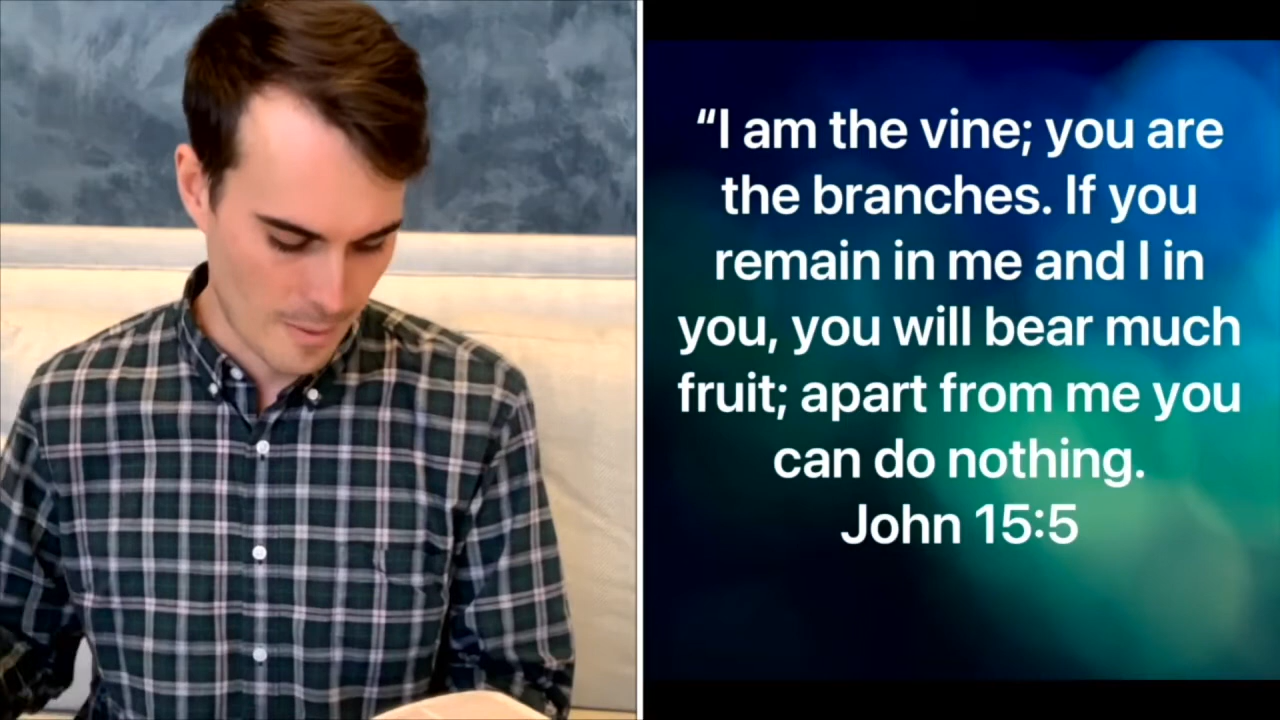 “I am the vine; you are
the branches. If you
remain in me and I in
you, you will bear much
fruit; apart from me you
can do nothing.
John 15:5